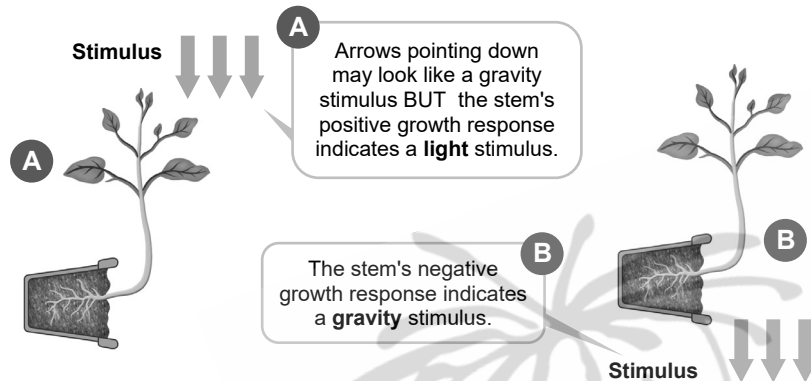 Stimulus
A
Arrows pointing down
may look like a gravity
stimulus BUT the stem's
positive growth response
indicates a light stimulus.
A
B
The stem's negative
growth response indicates
a gravity stimulus.
B
Stimulus